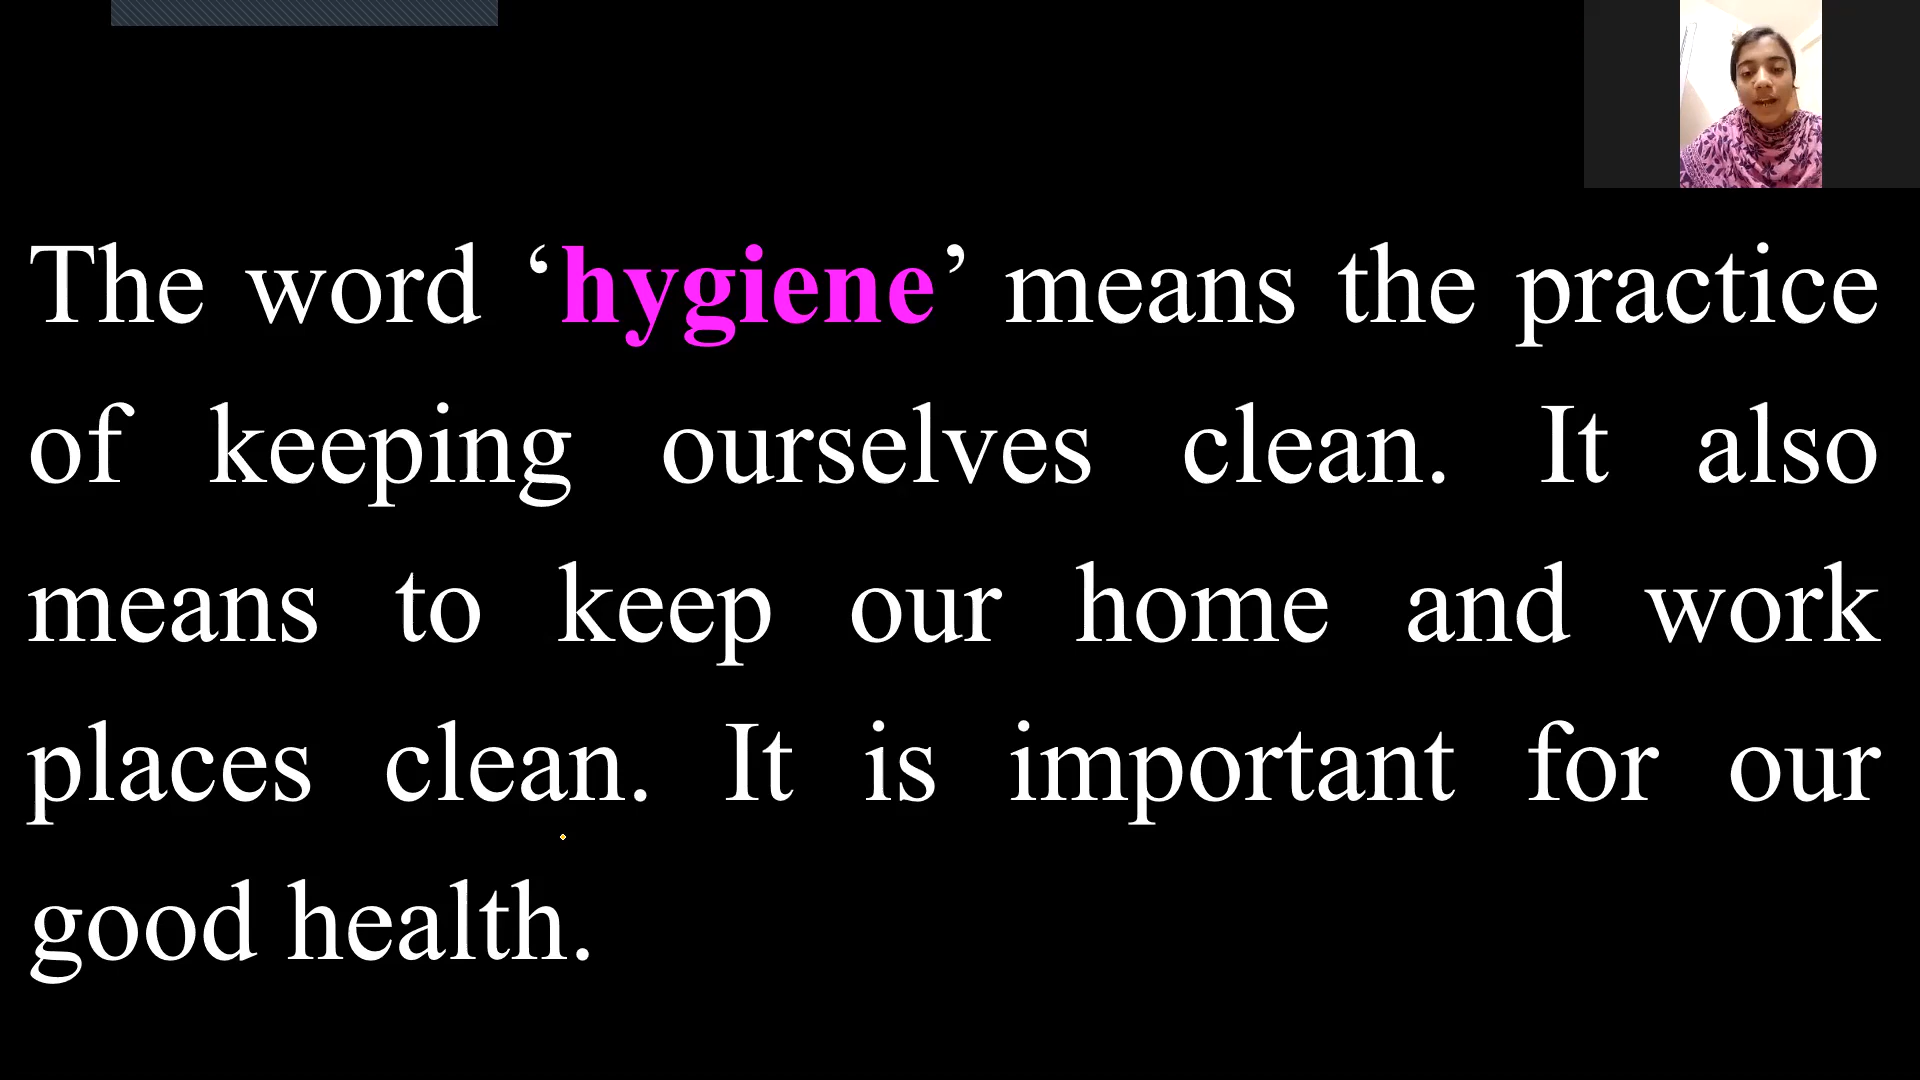 The word ‘hygiene’ means the practice
of keeping ourselves clean. It also
means to keep our home and work
places clean. It is important for our
good health.